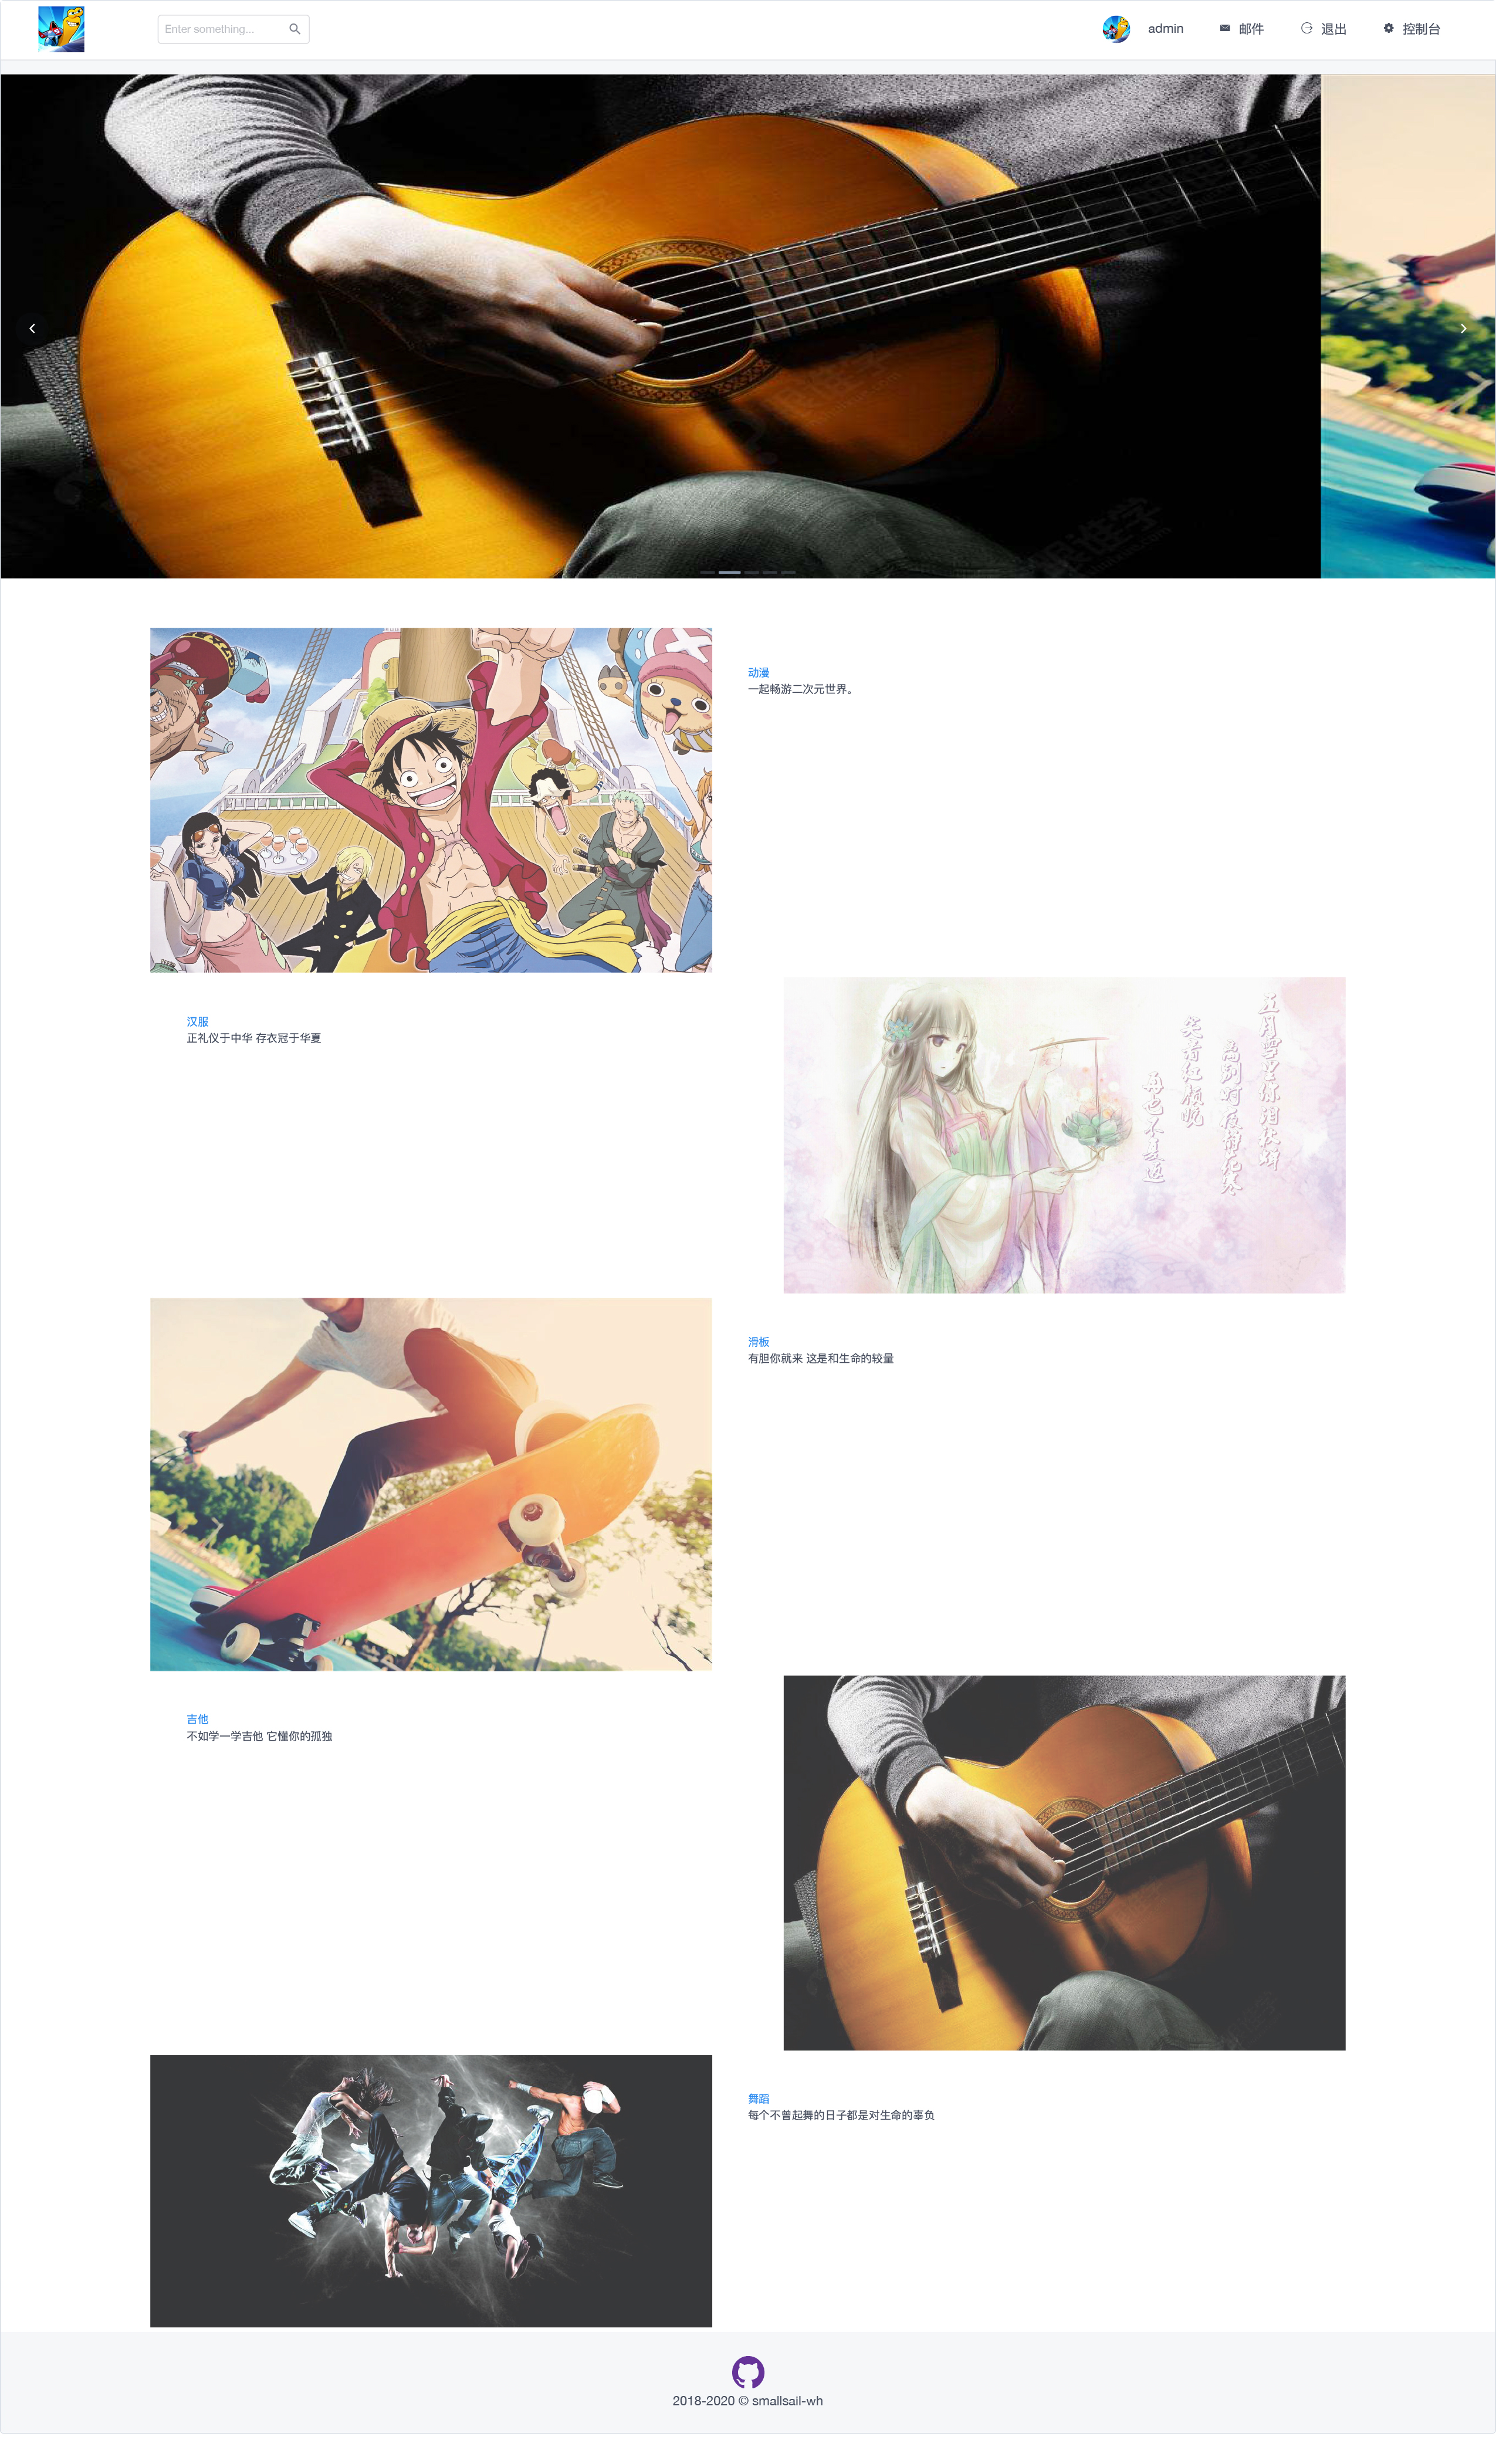 Enter something...
admin
邮件
退出
控制台
动漫
一起畅游二次元世界。
汉服
正礼仪于中华 存衣冠于华夏
滑板
有胆你就来 这是和生命的较量
吉他
不如学一学吉他 它懂你的孤独
舞蹈
每个不曾起舞的日子都是对生命的辜负
2018-2020 © smallsail-wh